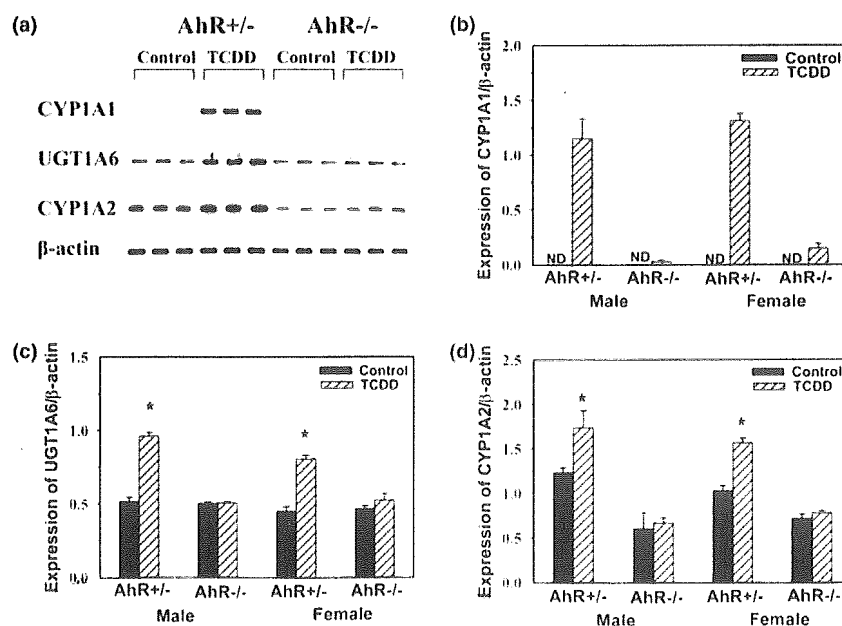 (a)
AhR+/- AhR-/-
Control TCDD Control TCDD
CYP1A1
UGT1A6
CYP1A2
β-actin
(b)
Expression of CYP1A1/β-actin
2.0
1.5
1.0
0.5
0.0
Control
TCDD
ND ND ND ND
AhR+/- AhR-/- AhR+/- AhR-/-
Male Female
(c)
Expression of UGT1A6/β-actin
1.5
1.0
0.5
0.0
Control
TCDD
* *
AhR+/- AhR-/- AhR+/- AhR-/-
Male Female
(d)
Expression of CYP1A2/β-actin
2.5
2.0
1.5
1.0
0.5
0.0
Control
TCDD
* *
AhR+/- AhR-/- AhR+/- AhR-/-
Male Female